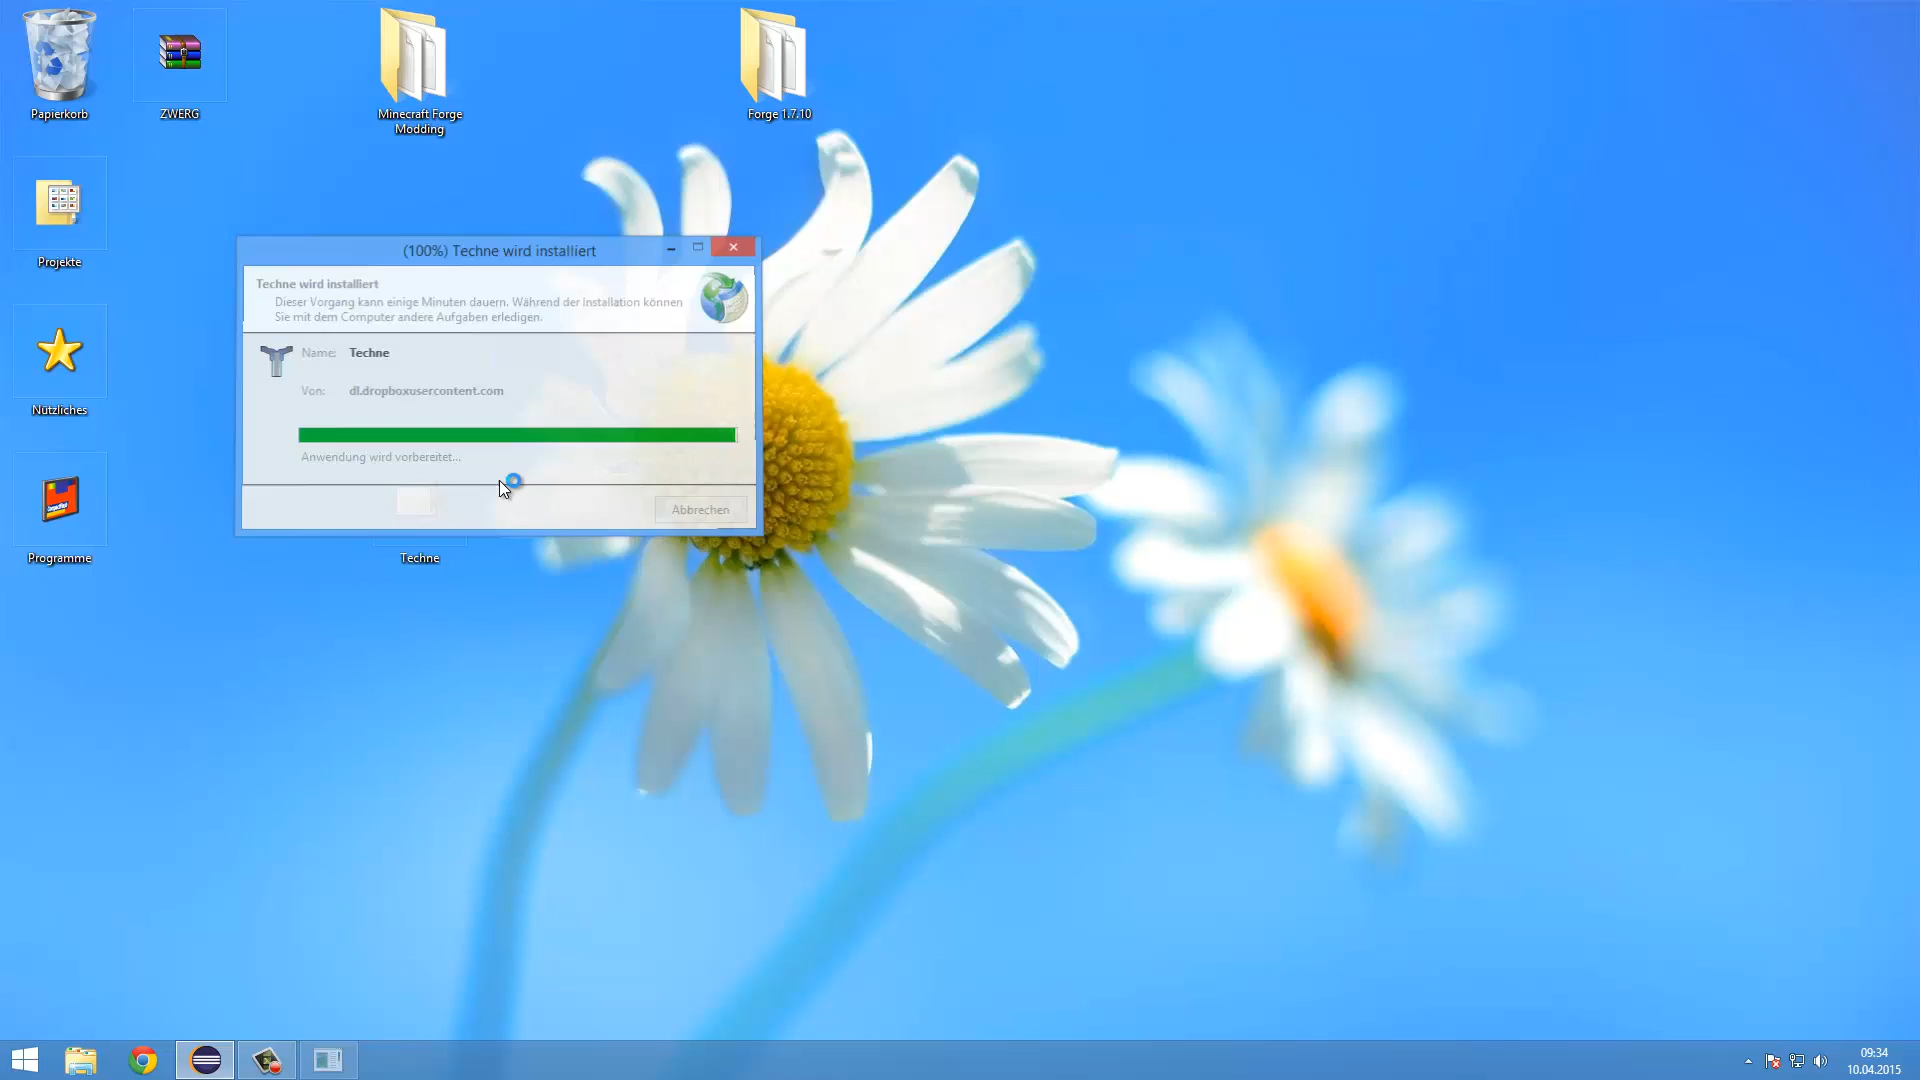 Papierkorb
ZWERG
Minecraft Forge
Modding
Forge 1.7.10
Projekte
Nützliches
Programme
(100%) Techne wird installiert
Techne wird installiert
Dieser Vorgang kann einige Minuten dauern. Während der Installation können
Sie mit dem Computer andere Aufgaben erledigen.
Name: Techne
Von: dl.dropboxusercontent.com
Anwendung wird vorbereitet...
Abbrechen
Techne
09:34
10.04.2015